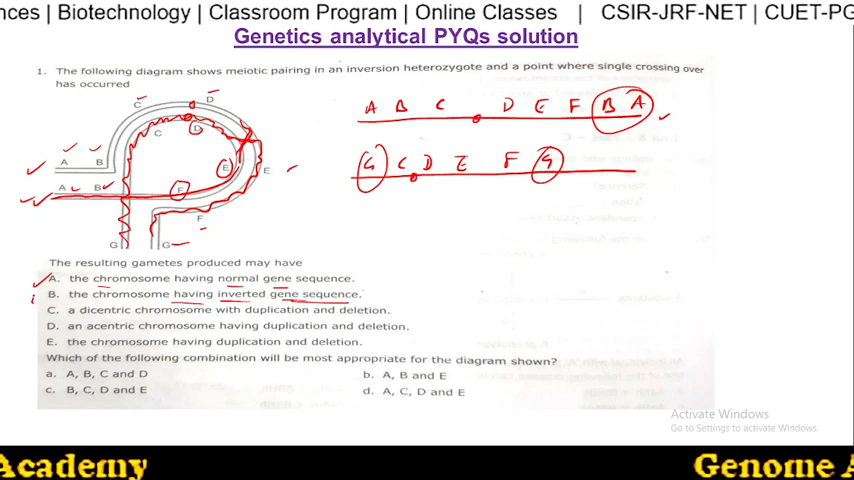 nces | Biotechnology | Classroom Program | Online Classes | CSIR-JRF-NET | CUET-PG
Genetics analytical PYQs solution
1. The following diagram shows meiotic pairing in an inversion heterozygote and a point where single crossing over
has occurred
C D
A B C D E F B A
C D
A B
G C D E F G
E E
A B F
F
G G
The resulting gametes produced may have
A. the chromosome having normal gene sequence.
B. the chromosome having inverted gene sequence.
C. a dicentric chromosome with duplication and deletion.
D. an acentric chromosome having duplication and deletion.
E. the chromosome having duplication and deletion.
Which of the following combination will be most appropriate for the diagram shown?
a. A, B, C and D b. A, B and E
c. B, C, D and E d. A, C, D and E
Activate Windows
Go to Settings to activate Windows.
Academy Genome A